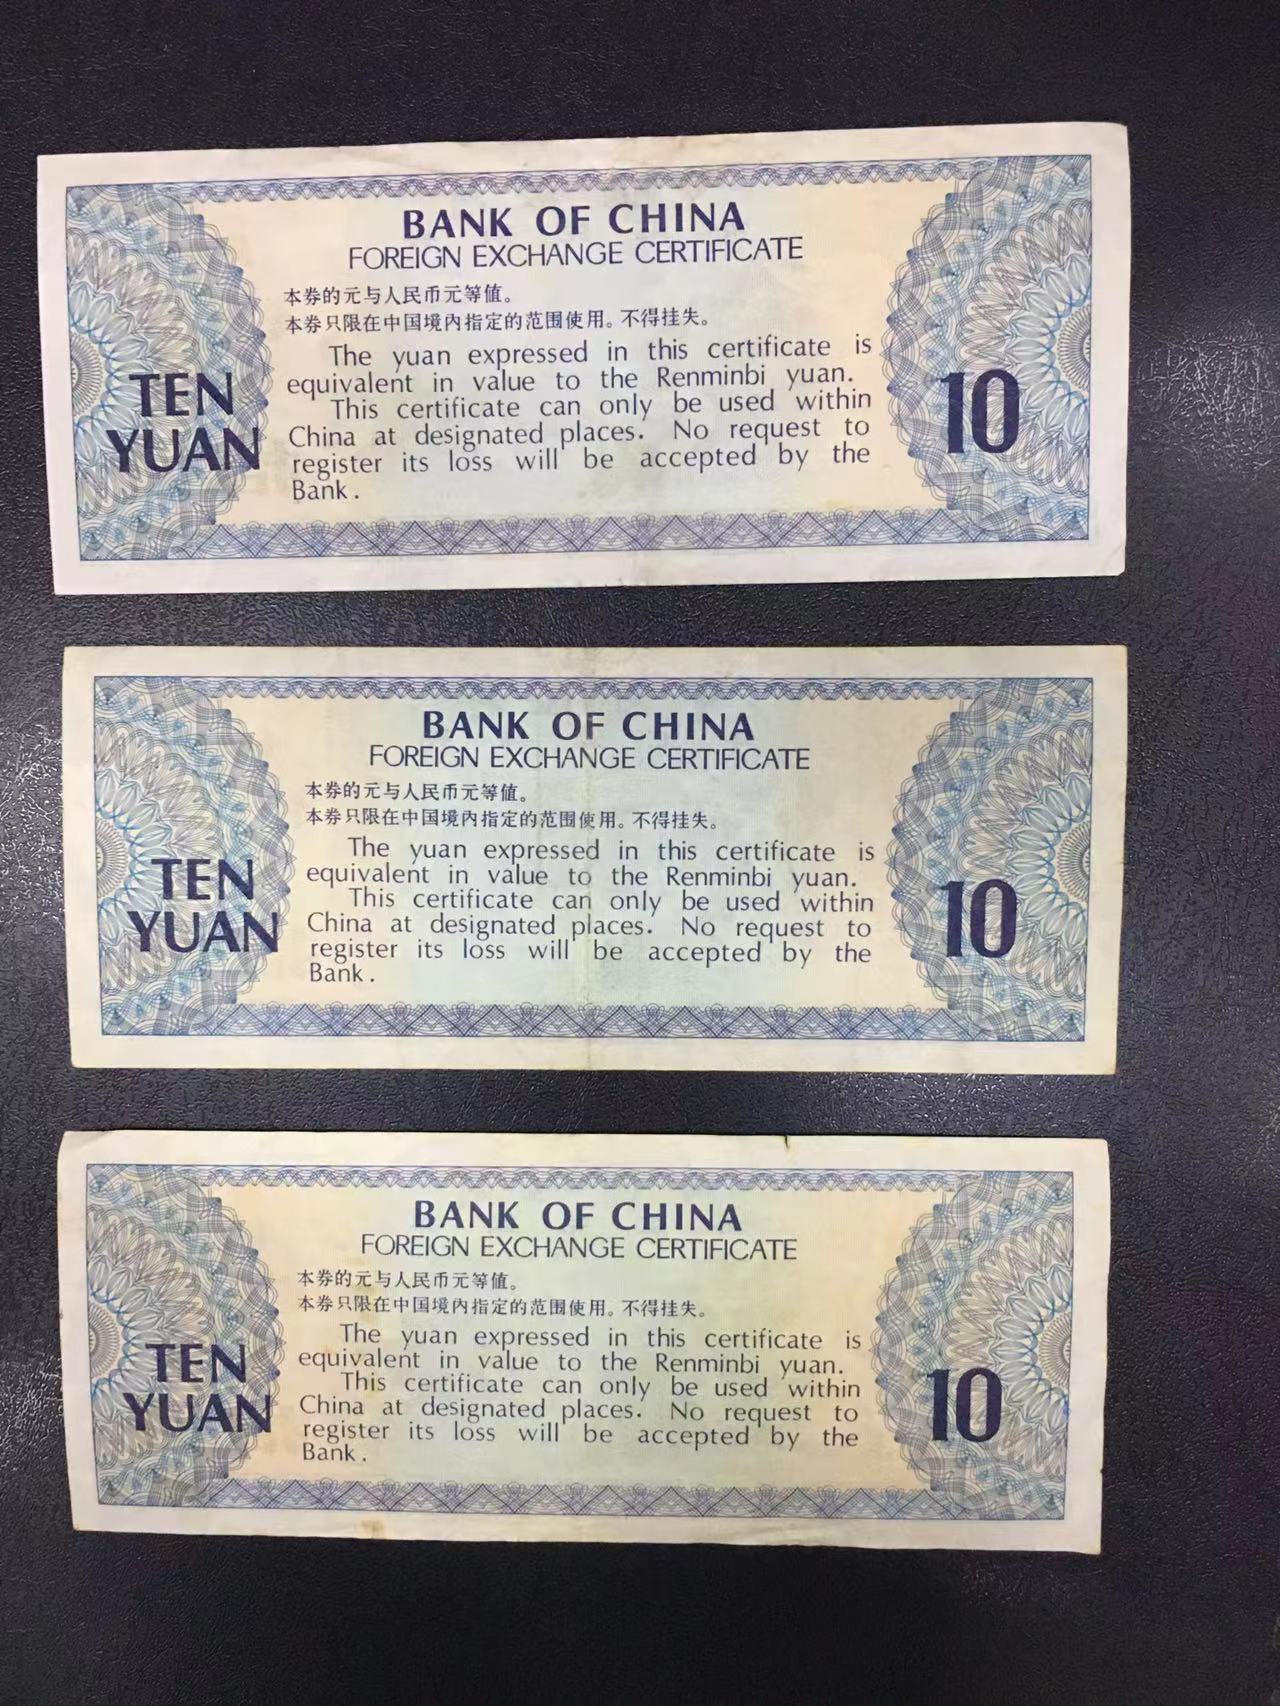 BANK OF CHINA
FOREIGN EXCHANGE CERTIFICATE
本券的元与人民币元等值。
本券只限在中国境内指定的范围使用。不得挂失。
The yuan expressed in this certificate is
equivalent in value to the Renminbi yuan.
This certificate can only be used within
China at designated places. No request to
register its loss will be accepted by the
Bank.
TEN
YUAN
10
BANK OF CHINA
FOREIGN EXCHANGE CERTIFICATE
本券的元与人民币元等值。
本券只限在中国境内指定的范围使用。不得挂失。
The yuan expressed in this certificate is
equivalent in value to the Renminbi yuan.
This certificate can only be used within
China at designated places. No request to
register its loss will be accepted by the
Bank.
TEN
YUAN
10
BANK OF CHINA
FOREIGN EXCHANGE CERTIFICATE
本券的元与人民币元等值。
本券只限在中国境内指定的范围使用。不得挂失。
The yuan expressed in this certificate is
equivalent in value to the Renminbi yuan.
This certificate can only be used within
China at designated places. No request to
register its loss will be accepted by the
Bank.
TEN
YUAN
10